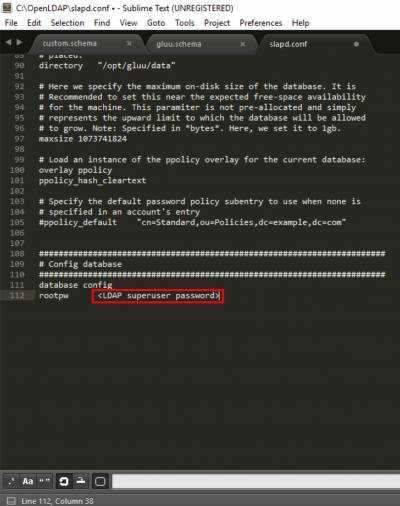 C:\OpenLDAP\slapd.conf • - Sublime Text (UNREGISTERED)
File Edit Selection Find View Goto Tools Project Preferences Help
custom.schema × gluu.schema × slapd.conf
89 # placed.
90 directory "/opt/gluu/data"
91
92 # Here we specify the maximum on-disk size of the database. It is
93 # Recommended to set this near the expected free-space availability
94 # for the machine. This paramiter is not pre-allocated and simply
95 # represents the upward limit to which the database will be allowed
96 # to grow. Note: Specified in *bytes*. Here, we set it to 1gb.
97 maxsize 1073741824
98
99 # Load an instance of the ppolicy overlay for the current database:
100 overlay ppolicy
101 ppolicy_hash_cleartext
102
103 # Specify the default password policy subentry to use when none is
104 # specified in an account's entry
105 #ppolicy_default "cn=Standard,ou=Policies,dc=example,dc=com"
106
107
108 #######################################################################
109 # Config database
110 #######################################################################
111 database config
112 rootpw <LDAP superuser password>
.* Aa “”
Line 112, Column 38